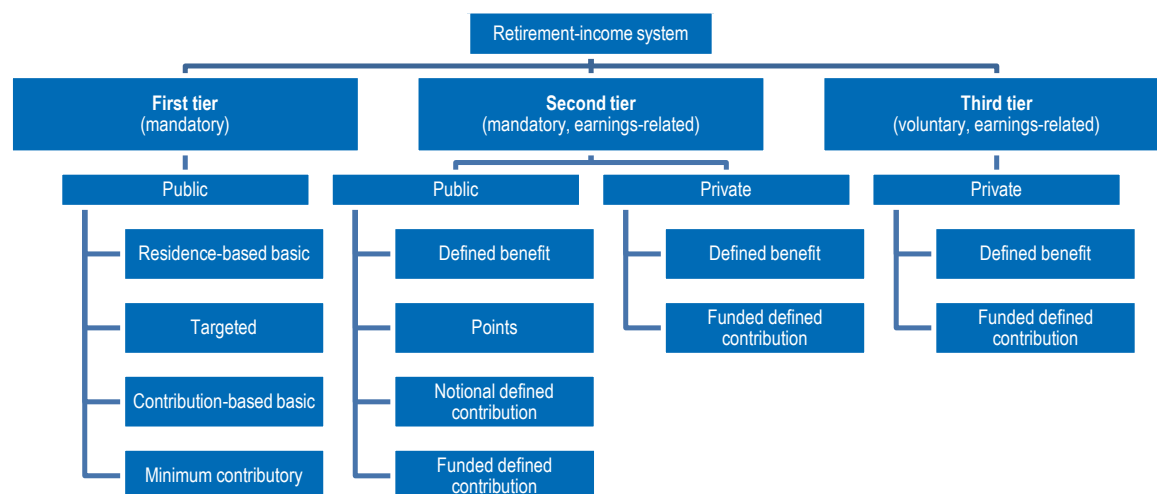 Retirement-income system
First tier
(mandatory)
Second tier
(mandatory, earnings-related)
Third tier
(voluntary, earnings-related)
Public
Public
Private
Private
Residence-based basic
Defined benefit
Defined benefit
Defined benefit
Targeted
Points
Funded defined
contribution
Funded defined
contribution
Contribution-based basic
Notional defined
contribution
Minimum contributory
Funded defined
contribution